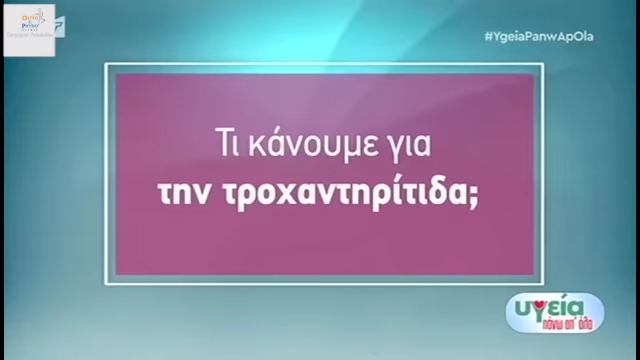 #YgeiaPanwApOla
Τι κάνουμε για
την τροχαντηρίτιδα;
υγεία
πάνω απ' όλα